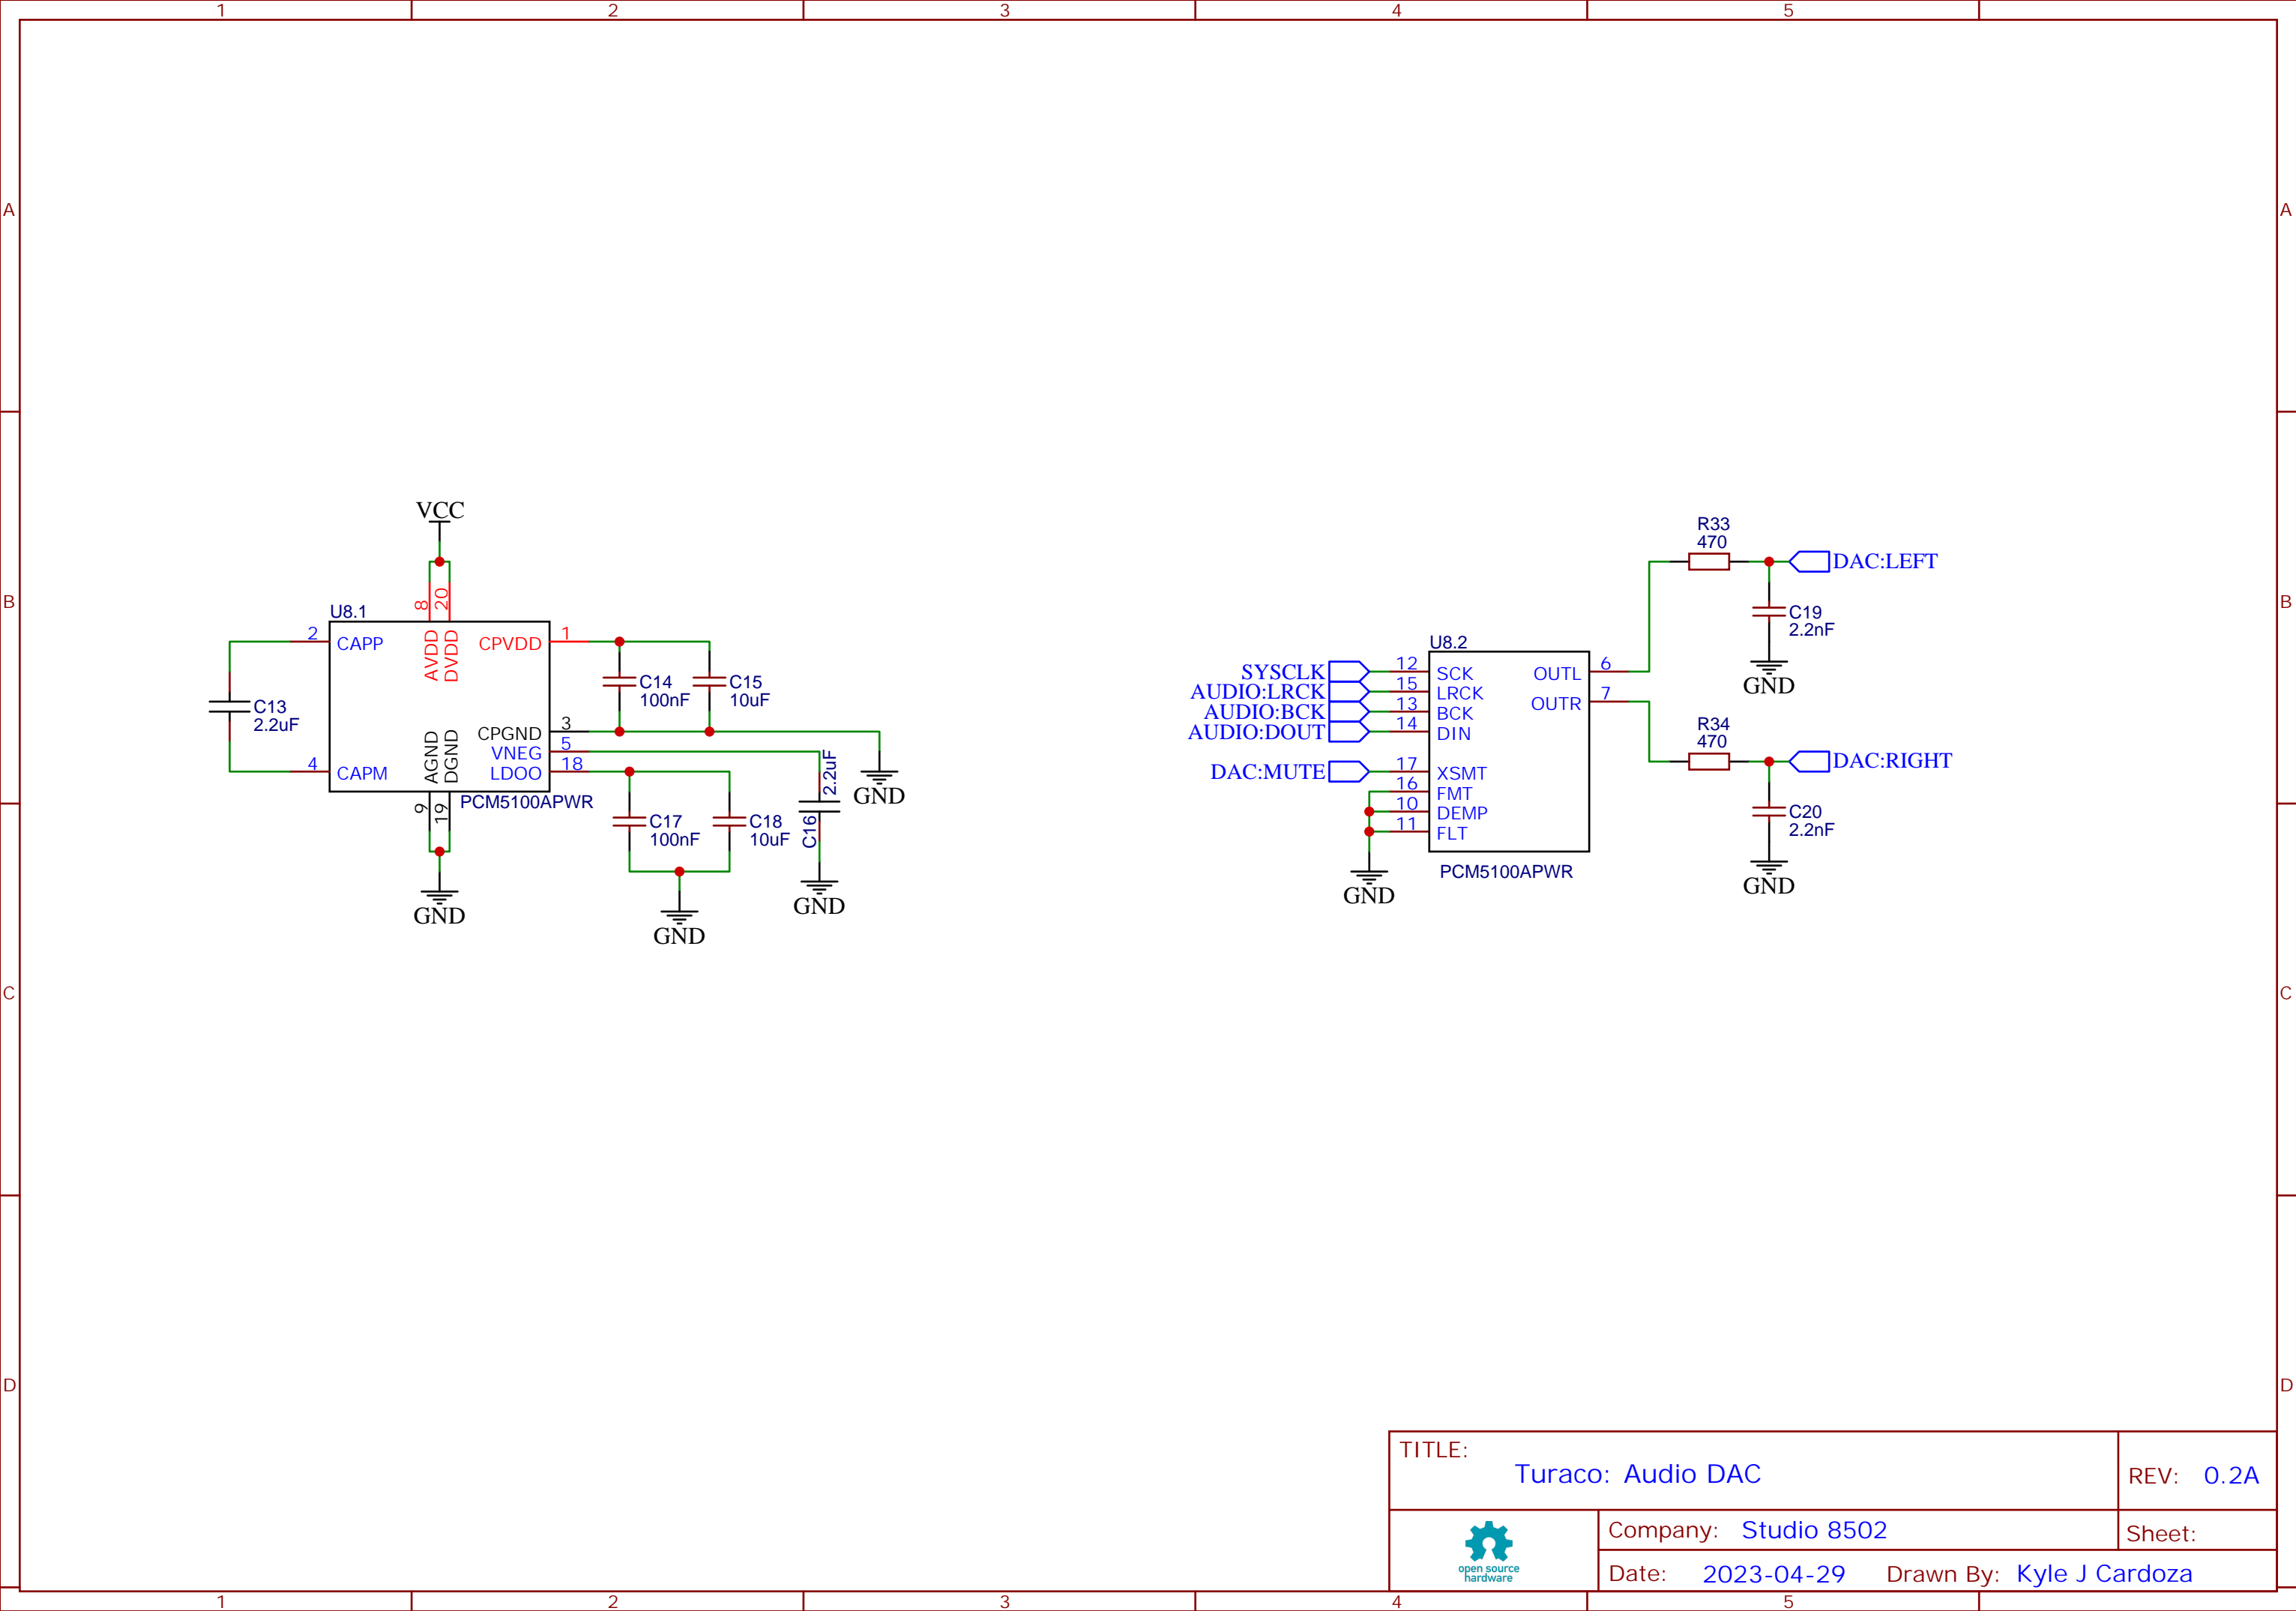 1 2 3 4 5
A A
B B
C C
D D
VCC
U8.1
8
20
2 CAPP
AVDD
DVDD
CPVDD 1
C13
2.2uF
C14
100nF
C15
10uF
4 CAPM
AGND
DGND
CPGND 3
VNEG 5
LDOO 18
9
19
PCM5100APWR
GND
C17
100nF
C18
10uF
GND
C16
2.2uF
GND
GND
U8.2
SYSCLK 12 SCK
AUDIO:LRCK 15 LRCK
AUDIO:BCK 13 BCK
AUDIO:DOUT 14 DIN
DAC:MUTE 17 XSMT
16 FMT
10 DEMP
11 FLT
GND
OUTL 6
OUTR 7
PCM5100APWR
R33
470
DAC:LEFT
C19
2.2nF
GND
R34
470
DAC:RIGHT
C20
2.2nF
GND
TITLE:
Turaco: Audio DAC
REV: 0.2A
open source
hardware
Company: Studio 8502
Sheet:
Date: 2023-04-29 Drawn By: Kyle J Cardoza
1 2 3 4 5